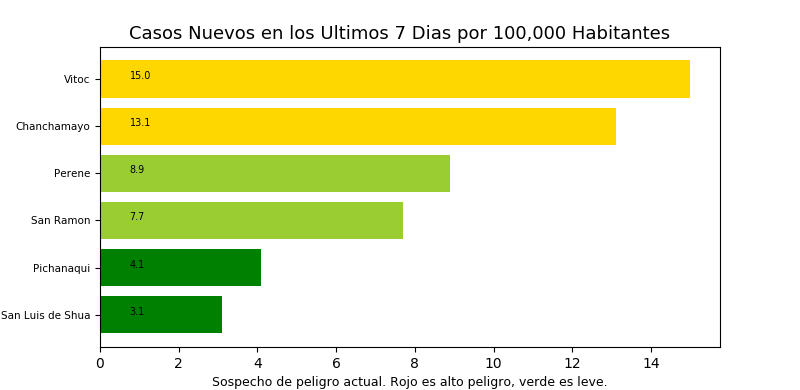 Casos Nuevos en los Ultimos 7 Dias por 100,000 Habitantes
Vitoc 15.0
Chanchamayo 13.1
Perene 8.9
San Ramon 7.7
Pichanaqui 4.1
San Luis de Shua 3.1
0 2 4 6 8 10 12 14
Sospecho de peligro actual. Rojo es alto peligro, verde es leve.